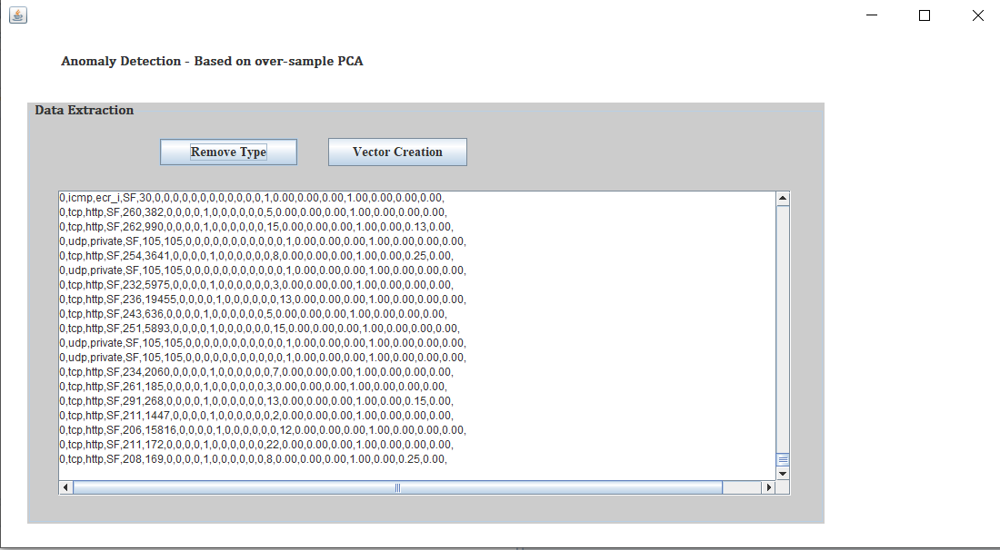 Anomaly Detection - Based on over-sample PCA
Data Extraction
Remove Type
Vector Creation
0,icmp,ecr_i,SF,30,0,0,0,0,0,0,0,0,0,0,0,0,1,0.00,0.00,0.00,1.00,0.00,0.00,0.00,
0,tcp,http,SF,260,382,0,0,0,0,1,0,0,0,0,0,0,5,0.00,0.00,0.00,1.00,0.00,0.00,0.00,
0,tcp,http,SF,262,990,0,0,0,0,1,0,0,0,0,0,0,15,0.00,0.00,0.00,1.00,0.00,0.13,0.00,
0,udp,private,SF,105,105,0,0,0,0,0,0,0,0,0,0,0,1,0.00,0.00,0.00,1.00,0.00,0.00,0.00,
0,tcp,http,SF,254,3641,0,0,0,0,1,0,0,0,0,0,0,8,0.00,0.00,0.00,1.00,0.00,0.25,0.00,
0,udp,private,SF,105,105,0,0,0,0,0,0,0,0,0,0,0,1,0.00,0.00,0.00,1.00,0.00,0.00,0.00,
0,tcp,http,SF,232,5975,0,0,0,0,1,0,0,0,0,0,0,3,0.00,0.00,0.00,1.00,0.00,0.00,0.00,
0,tcp,http,SF,236,19455,0,0,0,0,1,0,0,0,0,0,0,13,0.00,0.00,0.00,1.00,0.00,0.00,0.00,
0,tcp,http,SF,243,636,0,0,0,0,1,0,0,0,0,0,0,5,0.00,0.00,0.00,1.00,0.00,0.00,0.00,
0,tcp,http,SF,251,5893,0,0,0,0,1,0,0,0,0,0,0,15,0.00,0.00,0.00,1.00,0.00,0.00,0.00,
0,udp,private,SF,105,105,0,0,0,0,0,0,0,0,0,0,0,1,0.00,0.00,0.00,1.00,0.00,0.00,0.00,
0,udp,private,SF,105,105,0,0,0,0,0,0,0,0,0,0,0,1,0.00,0.00,0.00,1.00,0.00,0.00,0.00,
0,tcp,http,SF,234,2060,0,0,0,0,1,0,0,0,0,0,0,7,0.00,0.00,0.00,1.00,0.00,0.00,0.00,
0,tcp,http,SF,261,185,0,0,0,0,1,0,0,0,0,0,0,3,0.00,0.00,0.00,1.00,0.00,0.00,0.00,
0,tcp,http,SF,291,268,0,0,0,0,1,0,0,0,0,0,0,13,0.00,0.00,0.00,1.00,0.00,0.15,0.00,
0,tcp,http,SF,211,1447,0,0,0,0,1,0,0,0,0,0,0,2,0.00,0.00,0.00,1.00,0.00,0.00,0.00,
0,tcp,http,SF,206,15816,0,0,0,0,1,0,0,0,0,0,0,12,0.00,0.00,0.00,1.00,0.00,0.00,0.00,
0,tcp,http,SF,211,172,0,0,0,0,1,0,0,0,0,0,0,22,0.00,0.00,0.00,1.00,0.00,0.00,0.00,
0,tcp,http,SF,208,169,0,0,0,0,1,0,0,0,0,0,0,8,0.00,0.00,0.00,1.00,0.00,0.25,0.00,